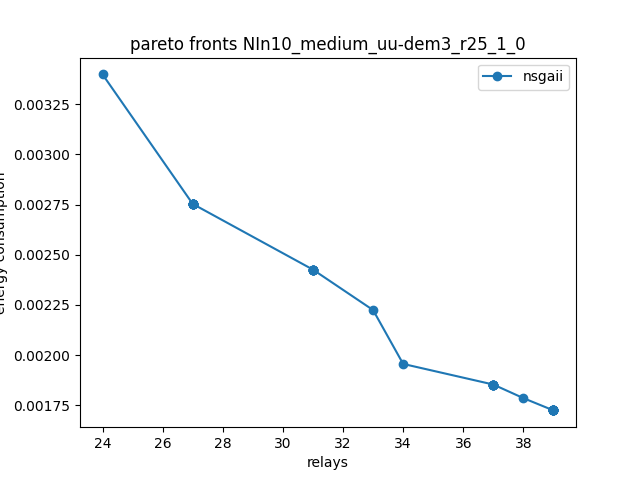 pareto fronts NIn10_medium_uu-dem3_r25_1_0
nsgaii
0.00325
0.00300
0.00275
0.00250
0.00225
0.00200
0.00175
energy consumption
24 26 28 30 32 34 36 38
relays